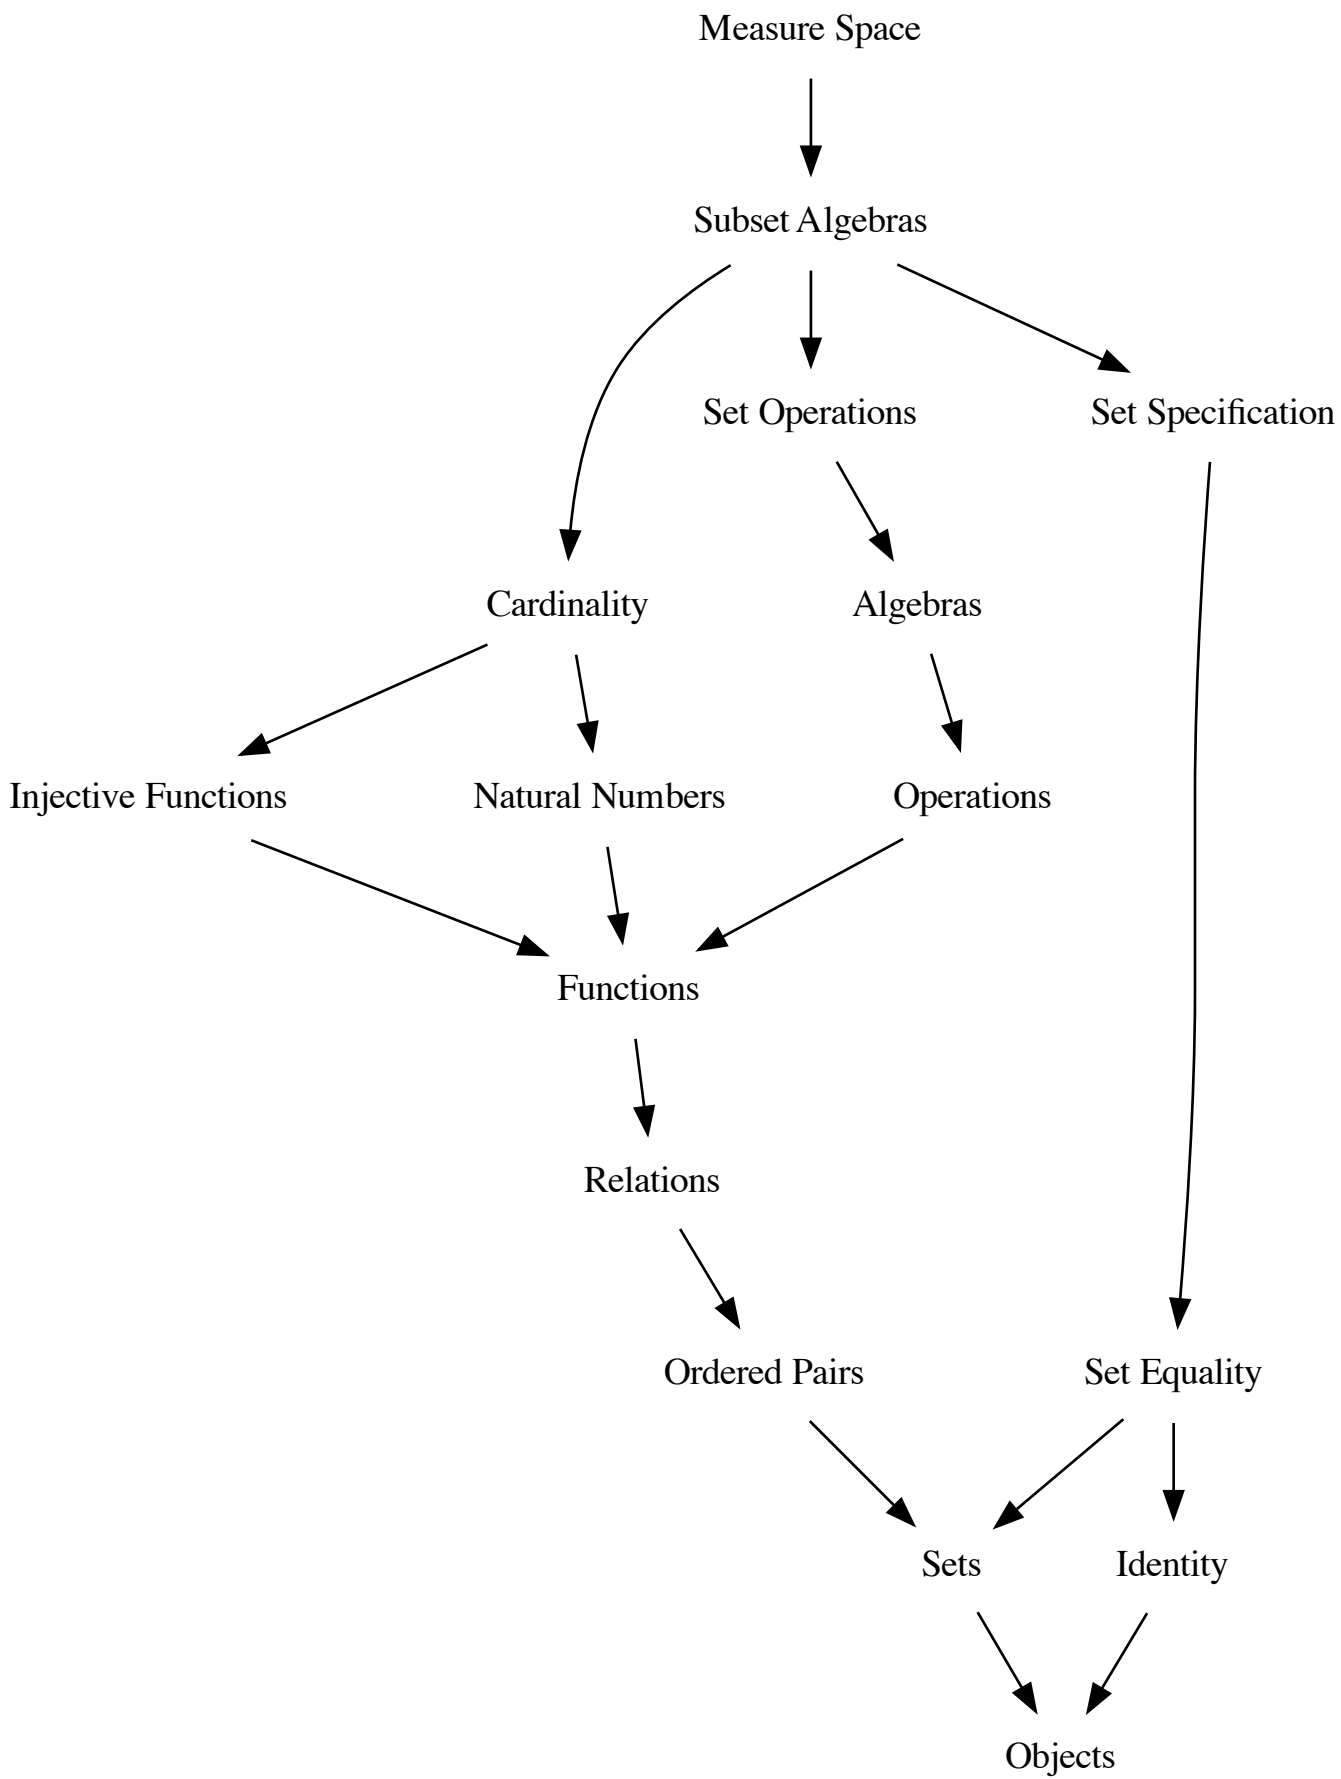 Measure Space
Subset Algebras
Set Operations
Set Specification
Cardinality
Algebras
Injective Functions
Natural Numbers
Operations
Functions
Relations
Ordered Pairs
Set Equality
Sets
Identity
Objects